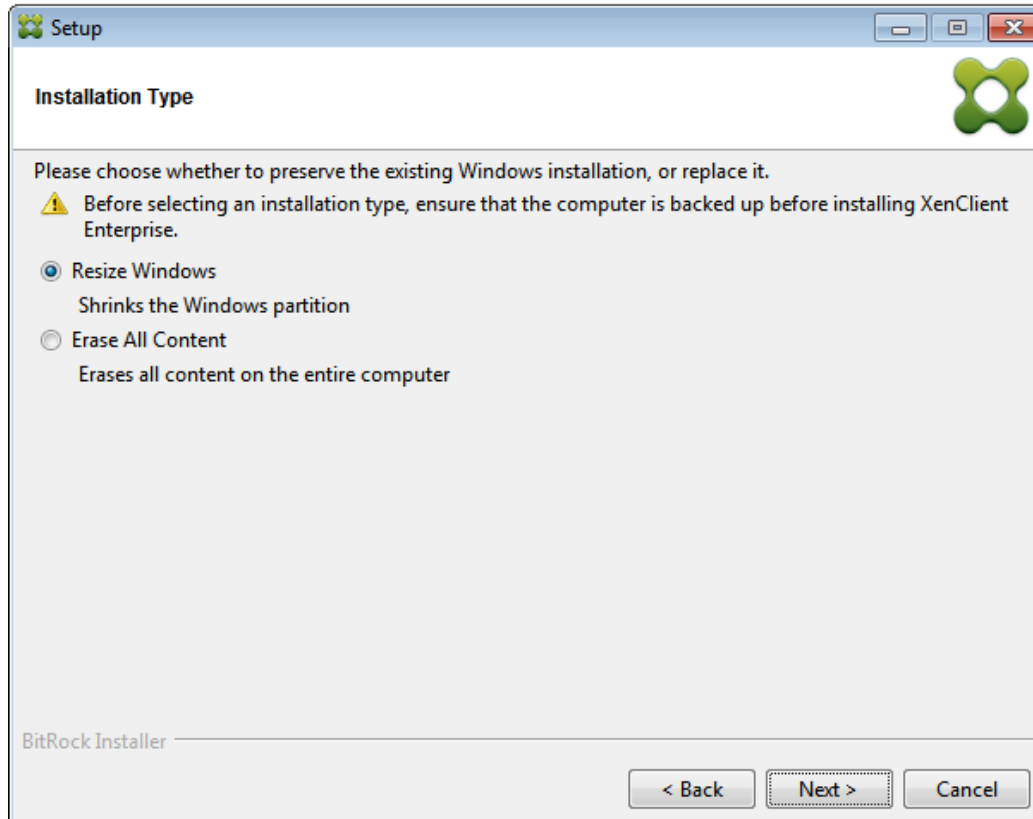 Setup
Installation Type
Please choose whether to preserve the existing Windows installation, or replace it.
Before selecting an installation type, ensure that the computer is backed up before installing XenClient
Enterprise.
Resize Windows
Shrinks the Windows partition
Erase All Content
Erases all content on the entire computer
BitRock Installer
< Back Next > Cancel